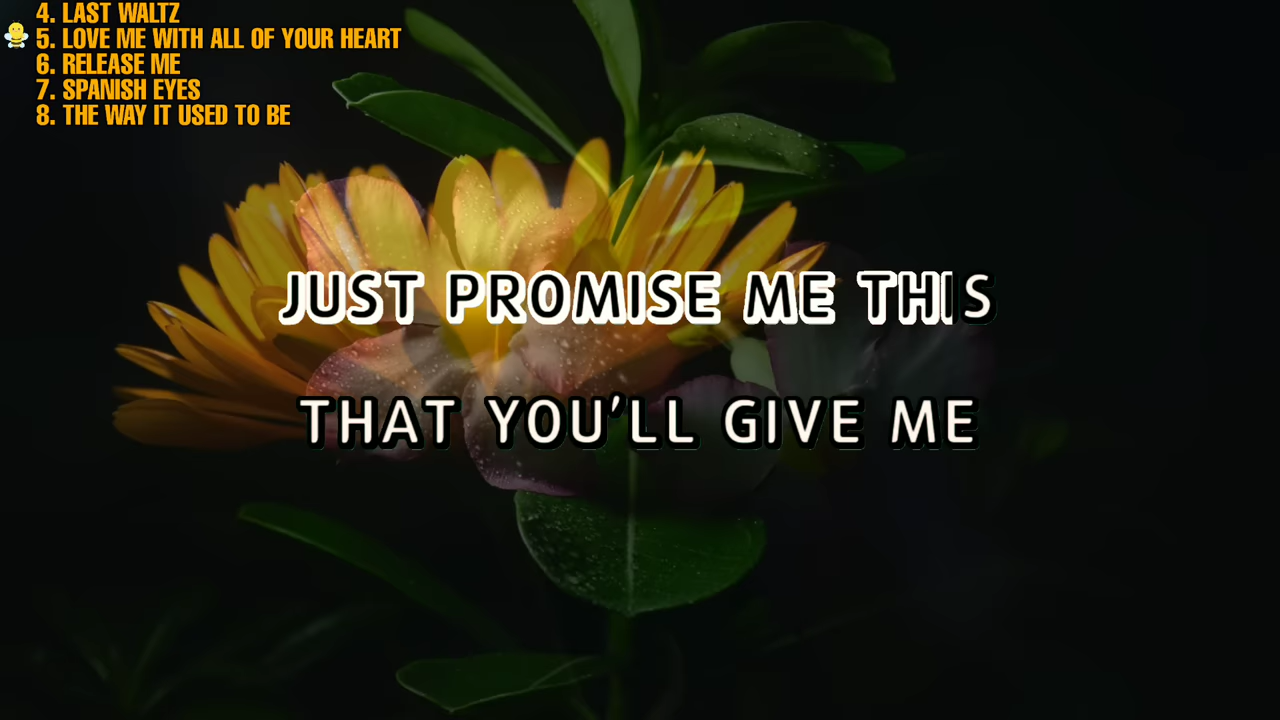 4. LAST WALTZ
5. LOVE ME WITH ALL OF YOUR HEART
6. RELEASE ME
7. SPANISH EYES
8. THE WAY IT USED TO BE
JUST PROMISE ME THIS
THAT YOU'LL GIVE ME